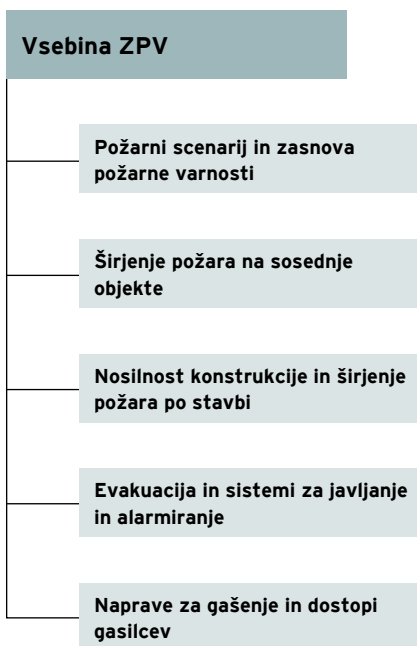 Vsebina ZPV
Požarni scenarij in zasnova
požarne varnosti
Širjenje požara na sosednje
objekte
Nosilnost konstrukcije in širjenje
požara po stavbi
Evakuacija in sistemi za javljanje
in alarmiranje
Naprave za gašenje in dostopi
gasilcev